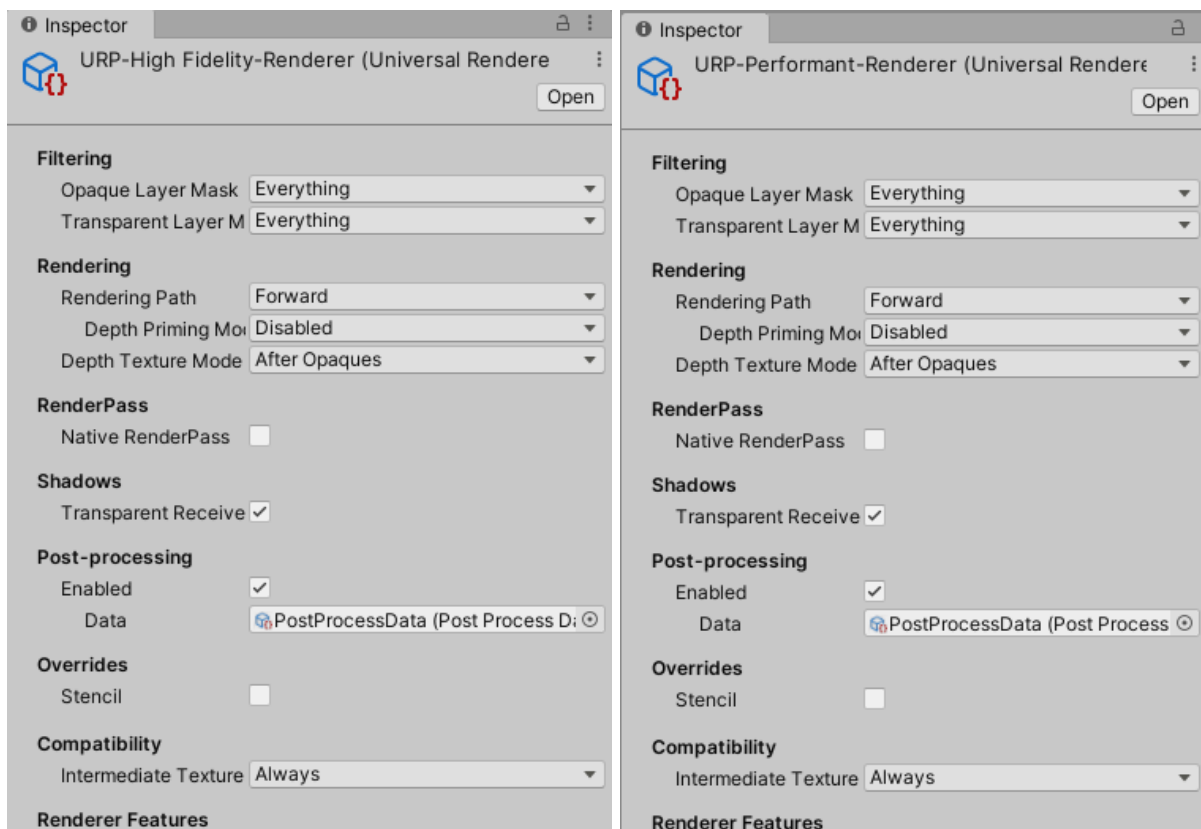 Inspector
URP-High Fidelity-Renderer (Universal Rendere
Open
Filtering
Opaque Layer Mask Everything
Transparent Layer M Everything
Rendering
Rendering Path Forward
Depth Priming Mo Disabled
Depth Texture Mode After Opaques
RenderPass
Native RenderPass
Shadows
Transparent Receive
Post-processing
Enabled
Data PostProcessData (Post Process Da
Overrides
Stencil
Compatibility
Intermediate Texture Always
Renderer Features
Inspector
URP-Performant-Renderer (Universal Rendere
Open
Filtering
Opaque Layer Mask Everything
Transparent Layer M Everything
Rendering
Rendering Path Forward
Depth Priming Mo Disabled
Depth Texture Mode After Opaques
RenderPass
Native RenderPass
Shadows
Transparent Receive
Post-processing
Enabled
Data PostProcessData (Post Process
Overrides
Stencil
Compatibility
Intermediate Texture Always
Renderer Features